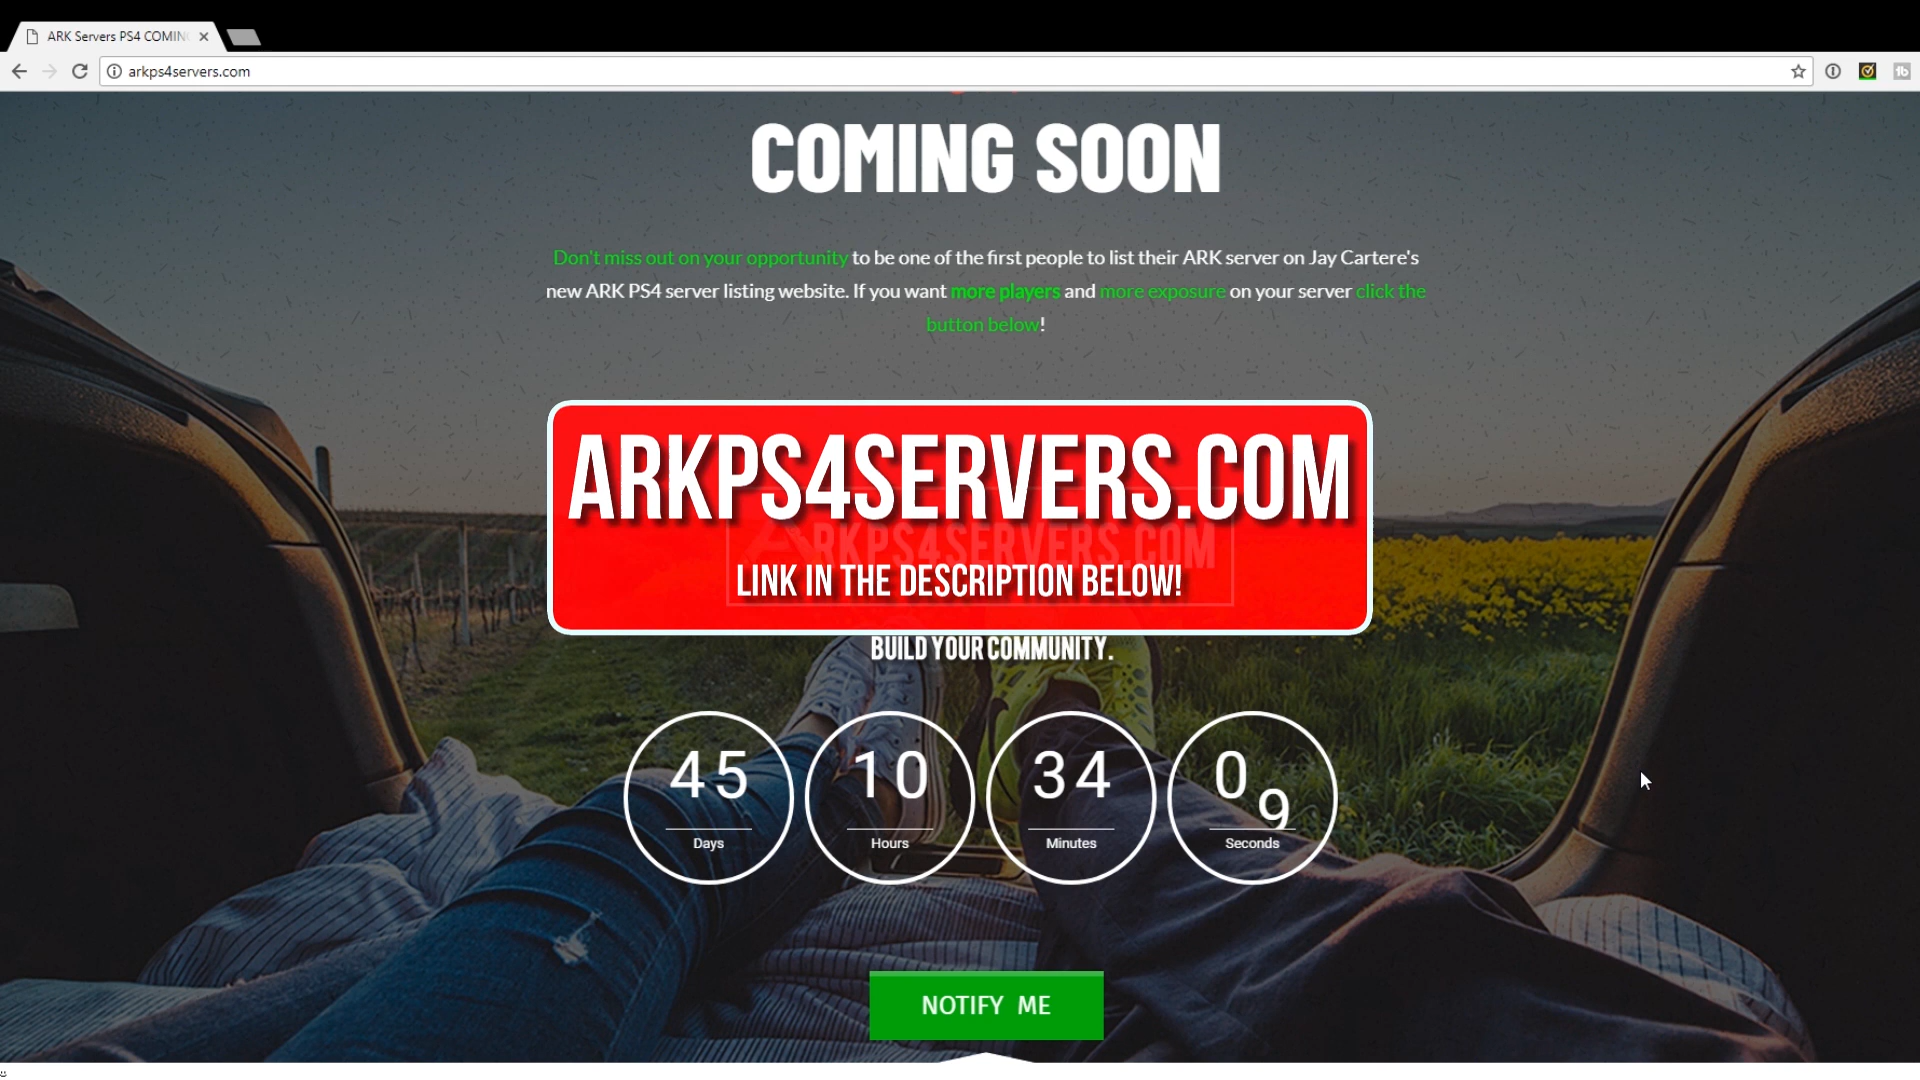 ARK Servers PS4 COMIN
arkps4servers.com
COMING SOON
Don't miss out on your opportunity to be one of the first people to list their ARK server on Jay Cartere's
new ARK PS4 server listing website. If you want more players and more exposure on your server click the
button below!
ARKPS4SERVERS.COM
ARKPS4SERVERS.COM
LINK IN THE DESCRIPTION BELOW!
BUILD YOUR COMMUNITY.
45 10 34 09
Days Hours Minutes Seconds
NOTIFY ME